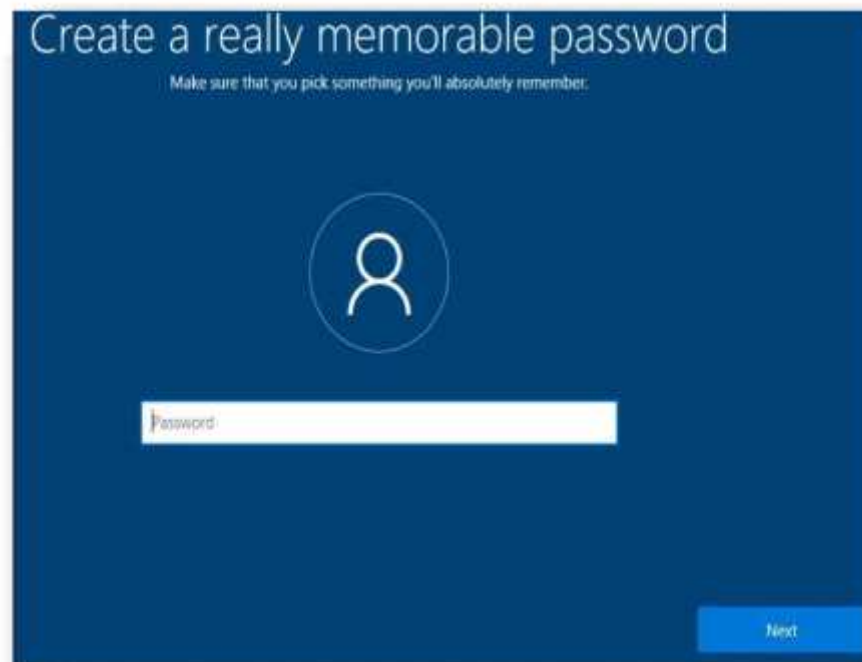 Create a really memorable password
Make sure that you pick something you'll absolutely remember.
Password
Next